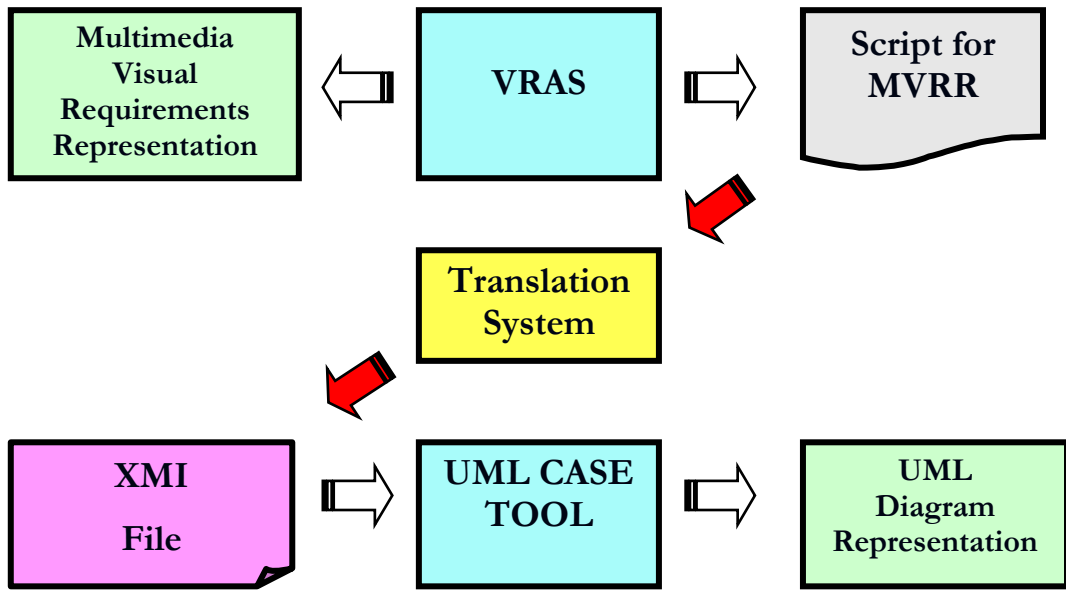 Multimedia
Visual
Requirements
Representation
VRAS
Script for
MVRR
Translation
System
XMI
File
UML CASE
TOOL
UML
Diagram
Representation